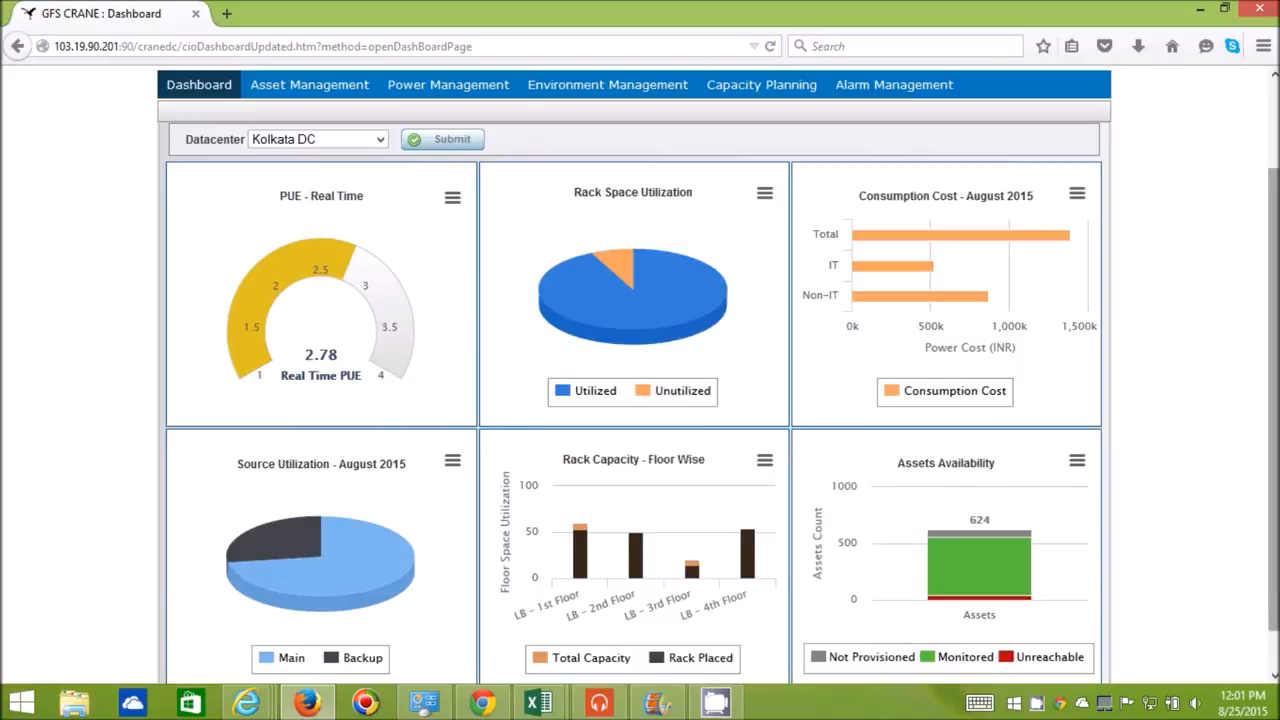 GFS CRANE : Dashboard
103.19.90.201:90/cranedc/cioDashboardUpdated.htm?method=openDashBoardPage
Search
Dashboard Asset Management Power Management Environment Management Capacity Planning Alarm Management
Datacenter Kolkata DC Submit
PUE - Real Time
1
1.5
2
2.5
3
3.5
4
2.78
Real Time PUE
Rack Space Utilization
Utilized Unutilized
Consumption Cost - August 2015
Total
IT
Non-IT
0k 500k 1,000k 1,500k
Power Cost (INR)
Consumption Cost
Source Utilization - August 2015
Main Backup
Rack Capacity - Floor Wise
Floor Space Utilization
100
50
0
LB - 1st Floor LB - 2nd Floor LB - 3rd Floor LB - 4th Floor
Total Capacity Rack Placed
Assets Availability
Assets Count
1000
500
0
624
Assets
Not Provisioned Monitored Unreachable
12:01 PM
8/25/2015